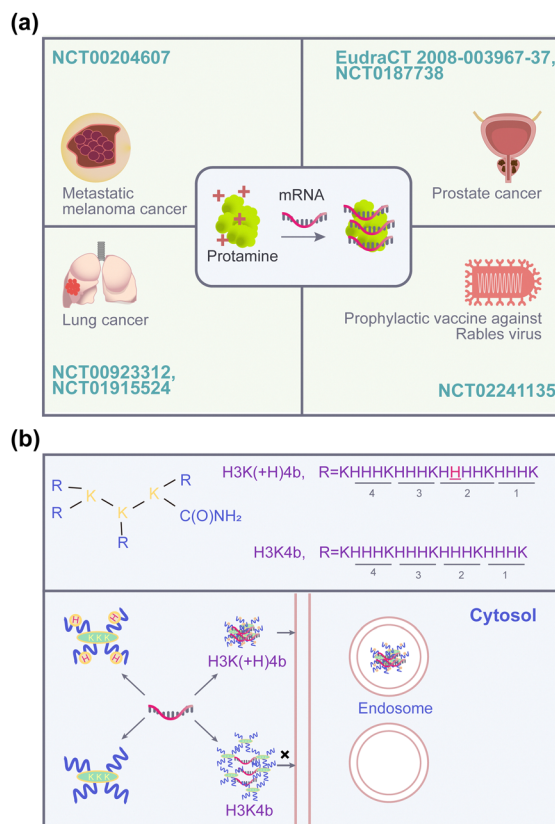 (a)
NCT00204607
EudraCT 2008-003967-37,
NCT0187738
Metastatic
melanoma cancer
Prostate cancer
mRNA
Protamine
Lung cancer
Prophylactic vaccine against
Rables virus
NCT00923312,
NCT01915524
NCT02241135
(b)
R
R
R
R
K
K
K
C(O)NH₂
H3K(+H)4b, R=KHHHKHHHKHHHHKHHHK
4 3 2 1
H3K4b, R=KHHHKHHHKHHHKHHHK
4 3 2 1
H
H
K K K
H
H
H3K(+H)4b
Cytosol
Endosome
K K K
H3K4b